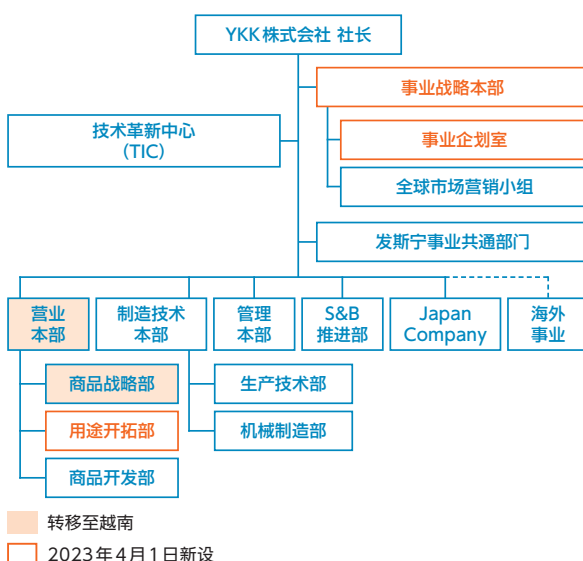 YKK株式会社 社长
事业战略本部
技术革新中心
(TIC)
事业企划室
全球市场营销小组
发斯宁事业共通部门
营业
本部
制造技术
本部
管理
本部
S&B
推进部
Japan
Company
海外
事业
商品战略部
生产技术部
用途开拓部
机械制造部
商品开发部
转移至越南
2023年4月1日新设